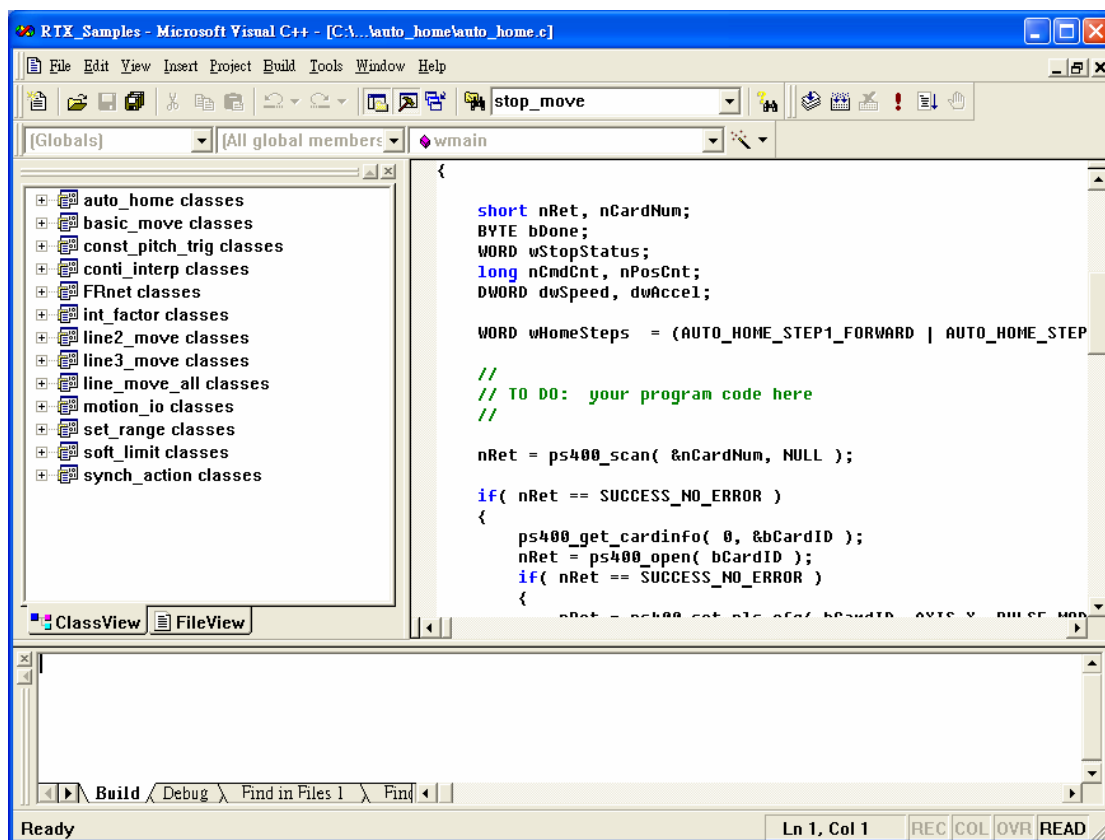 RTX_Samples - Microsoft Visual C++ - [C:\...\auto_home\auto_home.c]
File Edit View Insert Project Build Tools Window Help
stop_move
(Globals) (All global members wmain
auto_home classes
basic_move classes
const_pitch_trig classes
conti_interp classes
FRnet classes
int_factor classes
line2_move classes
line3_move classes
line_move_all classes
motion_io classes
set_range classes
soft_limit classes
synch_action classes
ClassView FileView
{
short nRet, nCardNum;
BYTE bDone;
WORD wStopStatus;
long nCmdCnt, nPosCnt;
DWORD dwSpeed, dwAccel;
WORD wHomeSteps = (AUTO_HOME_STEP1_FORWARD | AUTO_HOME_STEP
//
// TO DO: your program code here
//
nRet = ps400_scan( &nCardNum, NULL );
if( nRet == SUCCESS_NO_ERROR )
{
ps400_get_cardinfo( 0, &bCardID );
nRet = ps400_open( bCardID );
if( nRet == SUCCESS_NO_ERROR )
{
Build Debug Find in Files 1 Find
Ready Ln 1, Col 1 REC COL OVR READ